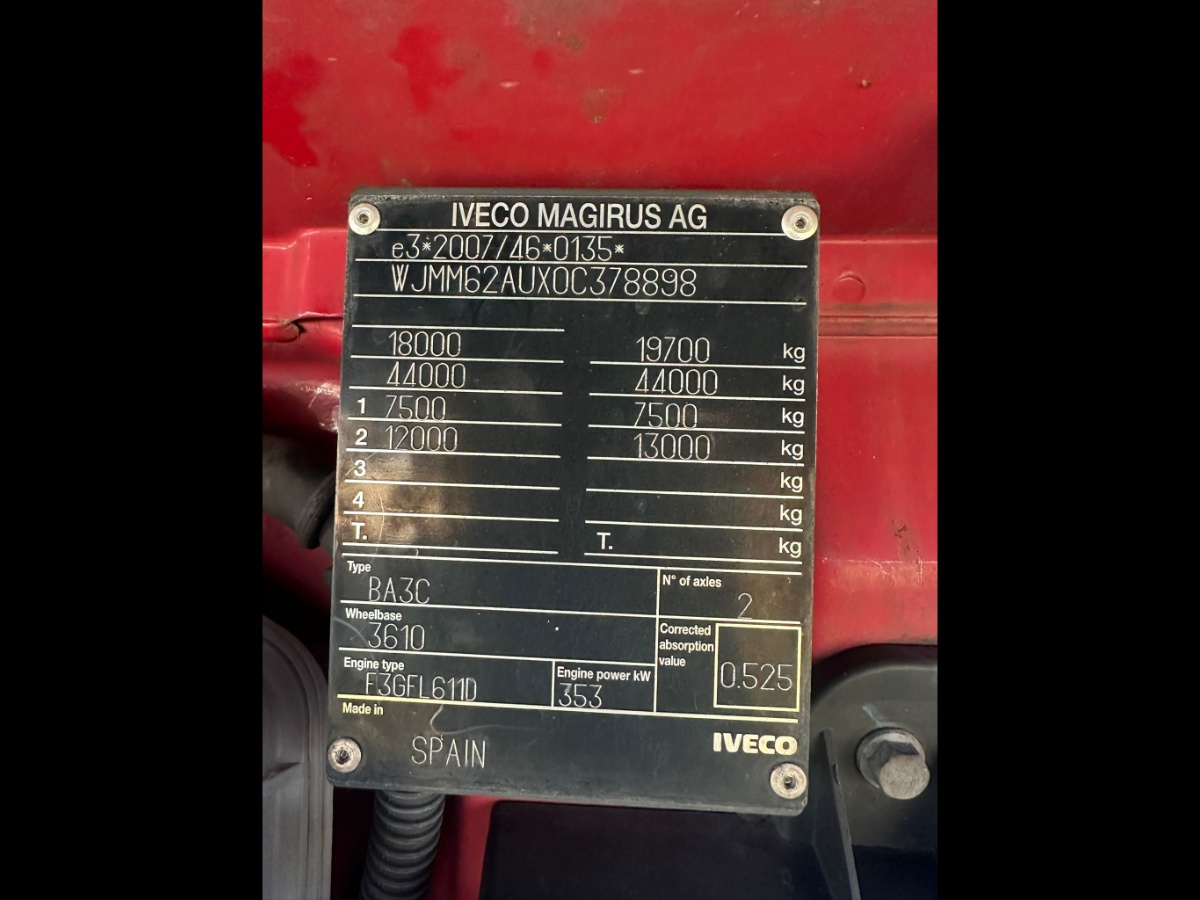 IVECO MAGIRUS AG
e3*2007/46*0135*
WJMM62AUX0C378898
18000 19700 kg
44000 44000 kg
1 7500 7500 kg
2 12000 13000 kg
3 kg
4 kg
T. T. kg
Type N° of axles
BA3C 2
Wheelbase Corrected absorption value
3610 0.525
Engine type Engine power kW
F3GFL611D 353
Made in
SPAIN IVECO